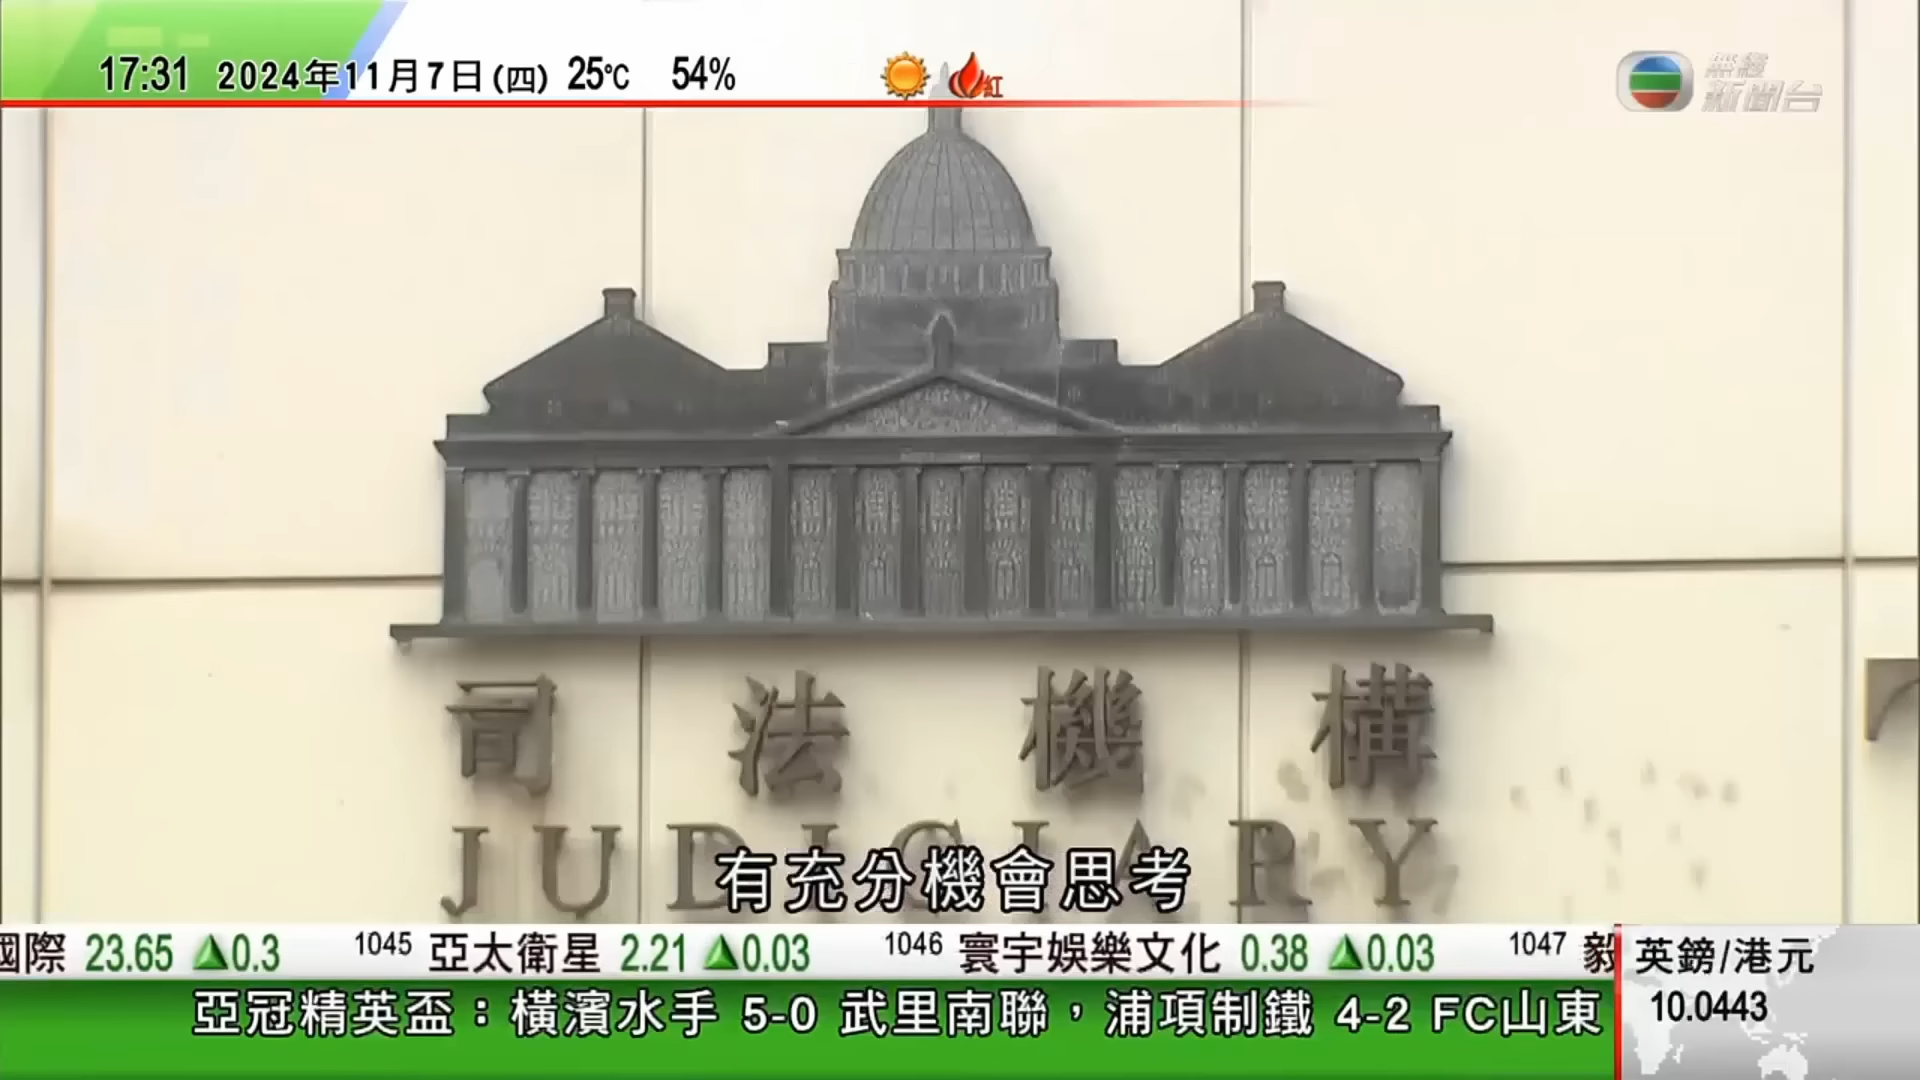 17:31 2024年11月7日(四) 25°C 54% 紅
無綫
新聞台
司法機構
JUDICIARY
有充分機會思考
國際 23.65 ▲0.3 1045 亞太衛星 2.21 ▲0.03 1046 寰宇娛樂文化 0.38 ▲0.03 1047 毅
英鎊/港元
10.0443
亞冠精英盃：橫濱水手 5-0 武里南聯，浦項制鐵 4-2 FC山東